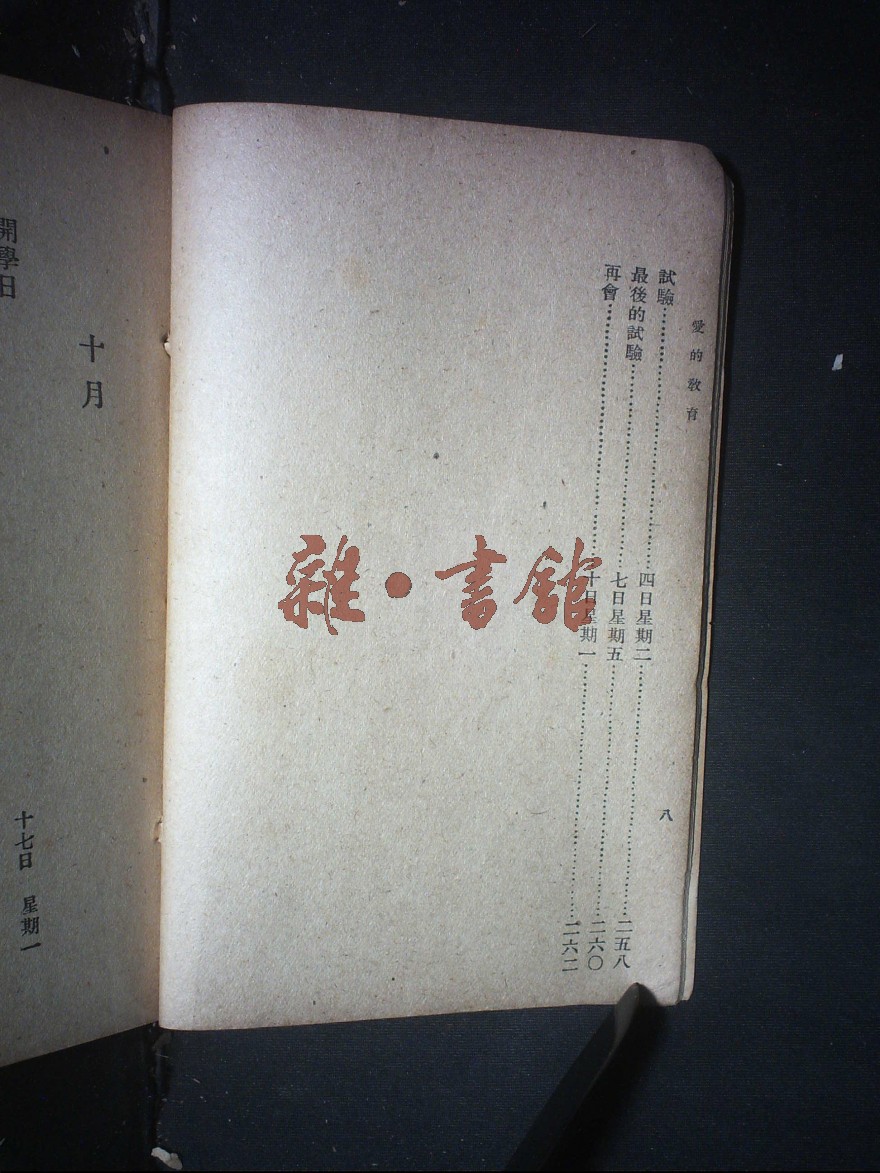 愛的教育
八
試驗……四日星期二……二五八
最後的試驗……七日星期五……二六〇
再會……十日星期一……二六二
雜·書館
十月
開學日
十七日 星期一